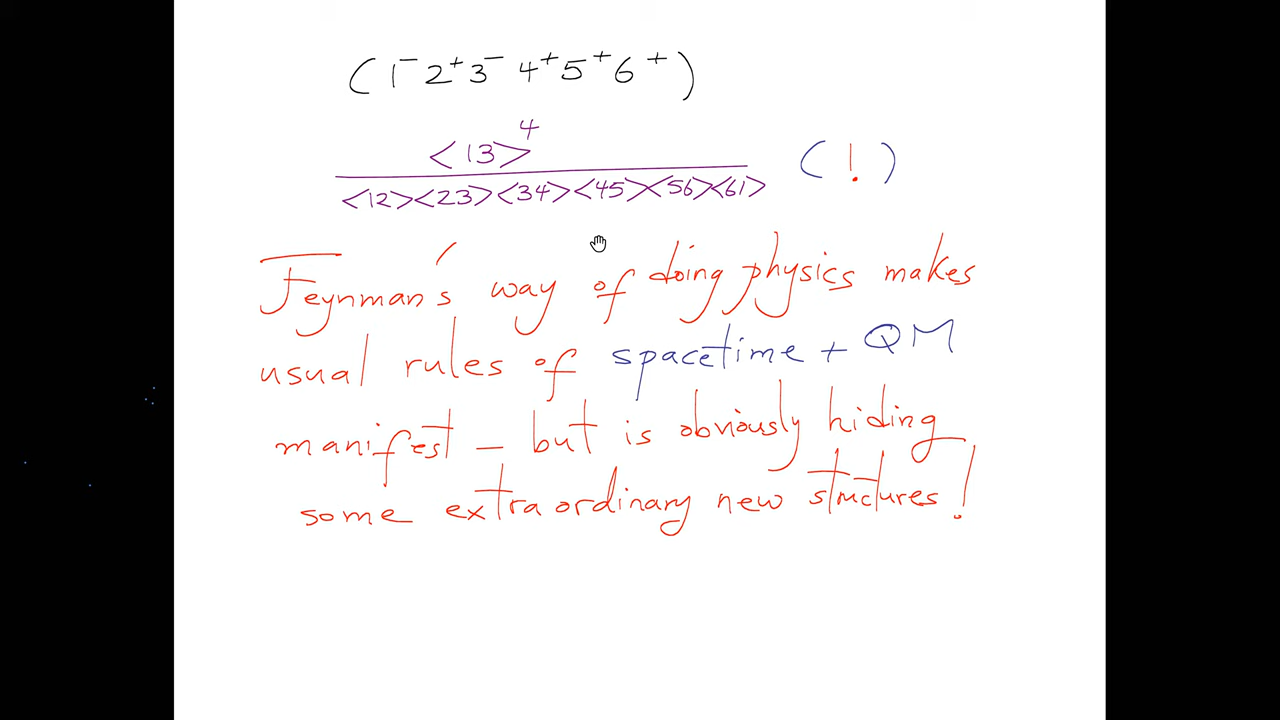 (1⁻2⁺3⁻4⁺5⁺6⁺)
<13>⁴
<12><23><34><45><56><61> (!)
Feynman's way of doing physics makes
usual rules of spacetime + QM
manifest – but is obviously hiding
some extraordinary new structures!